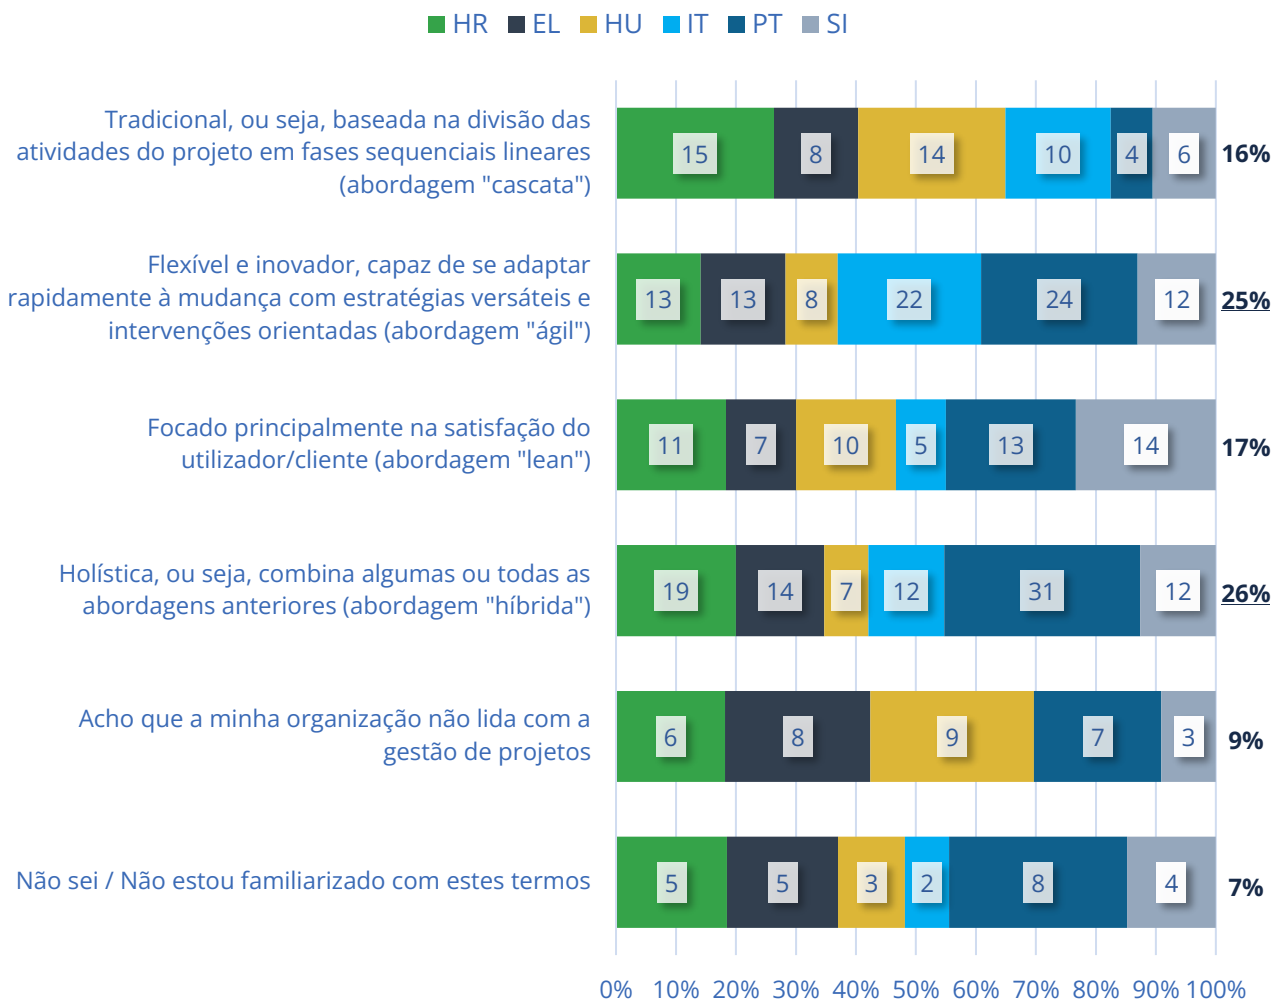 HR EL HU IT PT SI
Tradicional, ou seja, baseada na divisão das
atividades do projeto em fases sequenciais lineares
(abordagem "cascata")
15 8 14 10 4 6 16%
Flexível e inovador, capaz de se adaptar
rapidamente à mudança com estratégias versáteis e
intervenções orientadas (abordagem "ágil")
13 13 8 22 24 12 25%
Focado principalmente na satisfação do
utilizador/cliente (abordagem "lean")
11 7 10 5 13 14 17%
Holística, ou seja, combina algumas ou todas as
abordagens anteriores (abordagem "híbrida")
19 14 7 12 31 12 26%
Acho que a minha organização não lida com a
gestão de projetos
6 8 9 7 3 9%
Não sei / Não estou familiarizado com estes termos
5 5 3 2 8 4 7%
0% 10% 20% 30% 40% 50% 60% 70% 80% 90% 100%